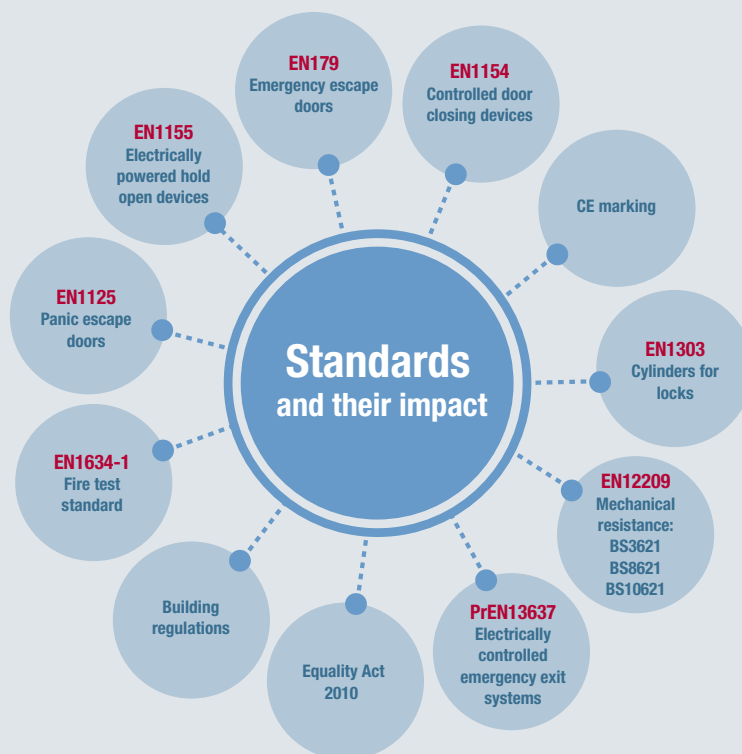 Standards
and their impact
EN179
Emergency escape
doors
EN1154
Controlled door
closing devices
CE marking
EN1303
Cylinders for
locks
EN12209
Mechanical
resistance:
BS3621
BS8621
BS10621
PrEN13637
Electrically
controlled
emergency exit
systems
Equality Act
2010
Building
regulations
EN1634-1
Fire test
standard
EN1125
Panic escape
doors
EN1155
Electrically
powered hold
open devices